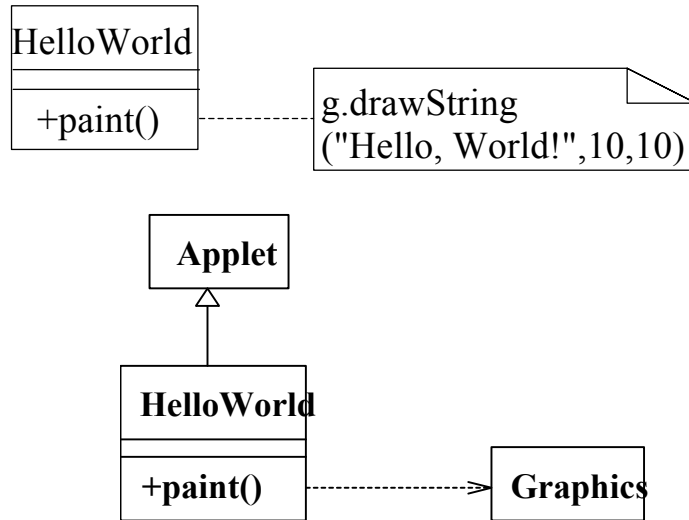 HelloWorld
+paint()
g.drawString
("Hello, World!",10,10)
Applet
HelloWorld
+paint()
Graphics